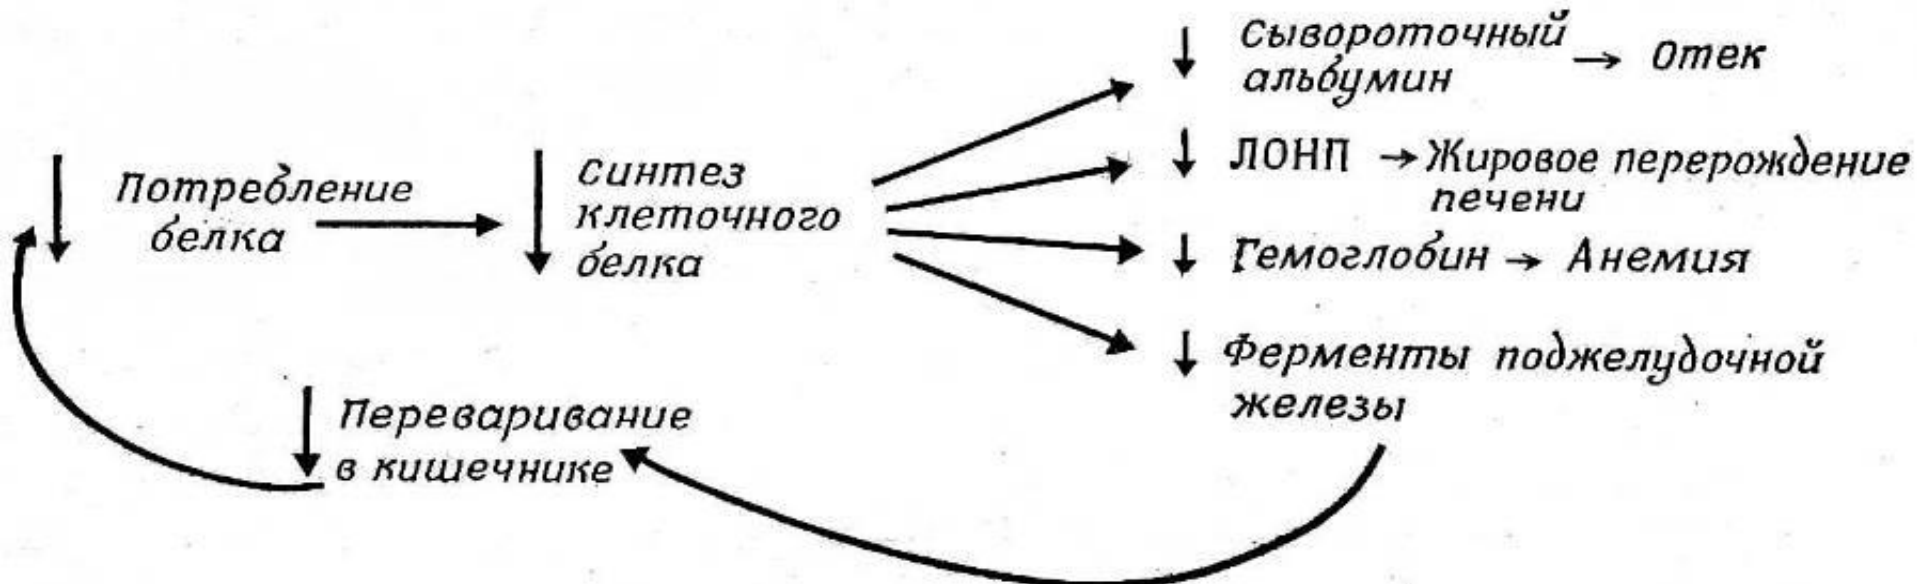 ↓ Сывороточный альбумин → Отек
↓ Потребление белка → ↓ Синтез клеточного белка
↓ ЛОНП → Жировое перерождение печени
↓ Гемоглобин → Анемия
↓ Ферменты поджелудочной железы
↓ Переваривание в кишечнике